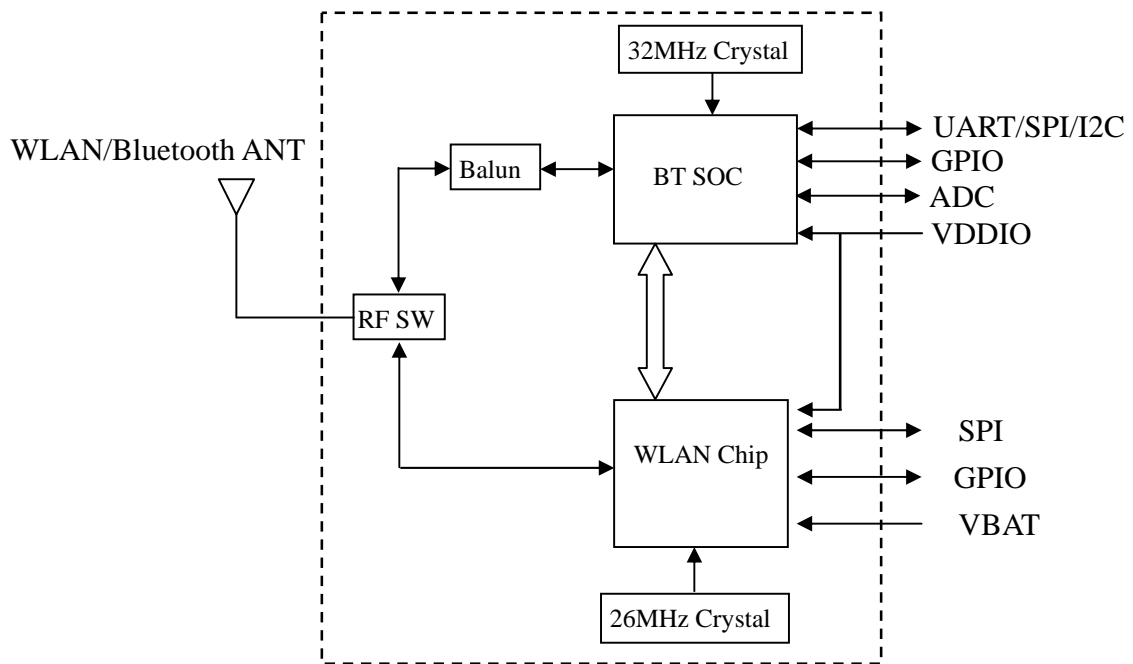 32MHz Crystal
WLAN/Bluetooth ANT
Balun
BT SOC
UART/SPI/I2C
GPIO
ADC
VDDIO
RF SW
WLAN Chip
SPI
GPIO
VBAT
26MHz Crystal